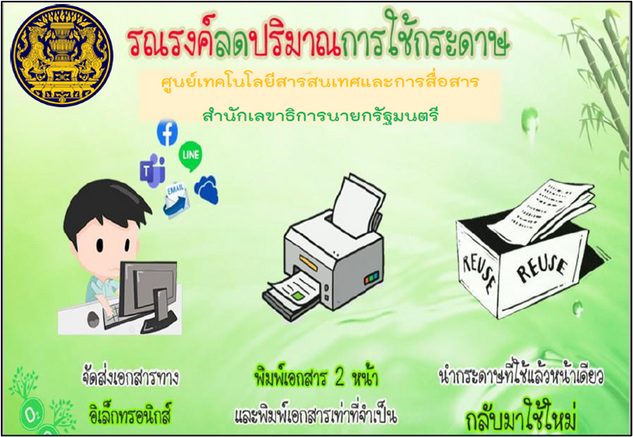 รณรงค์ลดปริมาณการใช้กระดาษ
ศูนย์เทคโนโลยีสารสนเทศและการสื่อสาร
สำนักเลขาธิการนายกรัฐมนตรี
LINE
EMAIL
REUSE REUSE
จัดส่งเอกสารทาง
อิเล็กทรอนิกส์
พิมพ์เอกสาร 2 หน้า
และพิมพ์เอกสารเท่าที่จำเป็น
นำกระดาษที่ใช้แล้วหน้าเดียว
กลับมาใช้ใหม่